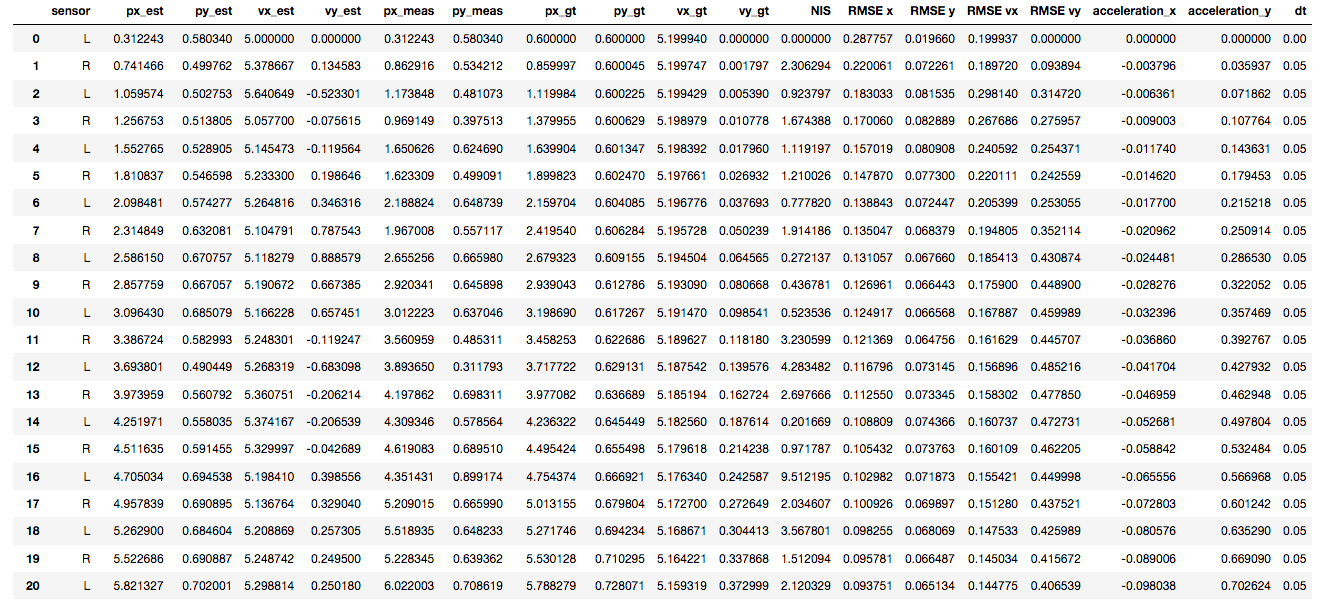 sensor px_est py_est vx_est vy_est px_meas py_meas px_gt py_gt vx_gt vy_gt NIS RMSE x RMSE y RMSE vx RMSE vy acceleration_x acceleration_y dt
0 L 0.312243 0.580340 5.000000 0.000000 0.312243 0.580340 0.600000 0.600000 5.199940 0.000000 0.000000 0.287757 0.019660 0.199937 0.000000 0.000000 0.000000 0.00
1 R 0.741466 0.499762 5.378667 0.134583 0.862916 0.534212 0.859997 0.600045 5.199747 0.001797 2.306294 0.220061 0.072261 0.189720 0.093894 -0.003796 0.035937 0.05
2 L 1.059574 0.502753 5.640649 -0.523301 1.173848 0.481073 1.119984 0.600225 5.199429 0.005390 0.923797 0.183033 0.081535 0.298140 0.314720 -0.006361 0.071862 0.05
3 R 1.256753 0.513805 5.057700 -0.075615 0.969149 0.397513 1.379955 0.600629 5.198979 0.010778 1.674388 0.170060 0.082889 0.267686 0.275957 -0.009003 0.107764 0.05
4 L 1.552765 0.528905 5.145473 -0.119564 1.650626 0.624690 1.639904 0.601347 5.198392 0.017960 1.119197 0.157019 0.080908 0.240592 0.254371 -0.011740 0.143631 0.05
5 R 1.810837 0.546598 5.233300 0.198646 1.623309 0.499091 1.899823 0.602470 5.197661 0.026932 1.210026 0.147870 0.077300 0.220111 0.242559 -0.014620 0.179453 0.05
6 L 2.098481 0.574277 5.264816 0.346316 2.188824 0.648739 2.159704 0.604085 5.196776 0.037693 0.777820 0.138843 0.072447 0.205399 0.253055 -0.017700 0.215218 0.05
7 R 2.314849 0.632081 5.104791 0.787543 1.967008 0.557117 2.419540 0.606284 5.195728 0.050239 1.914186 0.135047 0.068379 0.194805 0.352114 -0.020962 0.250914 0.05
8 L 2.586150 0.670757 5.118279 0.888579 2.655256 0.665980 2.679323 0.609155 5.194504 0.064565 0.272137 0.131057 0.067660 0.185413 0.430874 -0.024481 0.286530 0.05
9 R 2.857759 0.667057 5.190672 0.667385 2.920341 0.645898 2.939043 0.612786 5.193090 0.080668 0.436781 0.126961 0.066443 0.175900 0.448900 -0.028276 0.322052 0.05
10 L 3.096430 0.685079 5.166228 0.657451 3.012223 0.637046 3.198690 0.617267 5.191470 0.098541 0.523536 0.124917 0.066568 0.167887 0.459989 -0.032396 0.357469 0.05
11 R 3.386724 0.582993 5.248301 -0.119247 3.560959 0.485311 3.458253 0.622686 5.189627 0.118180 3.230599 0.121369 0.064756 0.161629 0.445707 -0.036860 0.392767 0.05
12 L 3.693801 0.490449 5.268319 -0.683098 3.893650 0.311793 3.717722 0.629131 5.187542 0.139576 4.283482 0.116796 0.073145 0.156896 0.485216 -0.041704 0.427932 0.05
13 R 3.973959 0.560792 5.360751 -0.206214 4.197862 0.698311 3.977082 0.636689 5.185194 0.162724 2.697666 0.112550 0.073345 0.158302 0.477850 -0.046959 0.462948 0.05
14 L 4.251971 0.558035 5.374167 -0.206539 4.309346 0.578564 4.236322 0.645449 5.182560 0.187614 0.201669 0.108809 0.074366 0.160737 0.472731 -0.052681 0.497804 0.05
15 R 4.511635 0.591455 5.329997 -0.042689 4.619083 0.689510 4.495424 0.655498 5.179618 0.214238 0.971787 0.105432 0.073763 0.160109 0.462205 -0.058842 0.532484 0.05
16 L 4.705034 0.694538 5.198410 0.398556 4.351431 0.899174 4.754374 0.666921 5.176340 0.242587 9.512195 0.102982 0.071873 0.155421 0.449998 -0.065556 0.566968 0.05
17 R 4.957839 0.690895 5.136764 0.329040 5.209015 0.665990 5.013155 0.679804 5.172700 0.272649 2.034607 0.100926 0.069897 0.151280 0.437521 -0.072803 0.601242 0.05
18 L 5.262900 0.684604 5.208869 0.257305 5.518935 0.648233 5.271746 0.694234 5.168671 0.304413 3.567801 0.098255 0.068069 0.147533 0.425989 -0.080576 0.635290 0.05
19 R 5.522686 0.690887 5.248742 0.249500 5.228345 0.639362 5.530128 0.710295 5.164221 0.337868 1.512094 0.095781 0.066487 0.145034 0.415672 -0.089006 0.669090 0.05
20 L 5.821327 0.702001 5.298814 0.250180 6.022003 0.708619 5.788279 0.728071 5.159319 0.372999 2.120329 0.093751 0.065134 0.144775 0.406539 -0.098038 0.702624 0.05